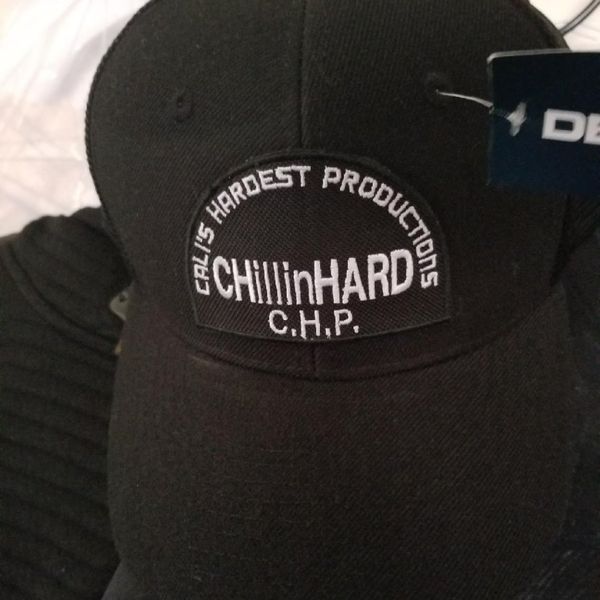 CALI'S HARDEST PRODUCTIONS
CHillinHARD
C.H.P.